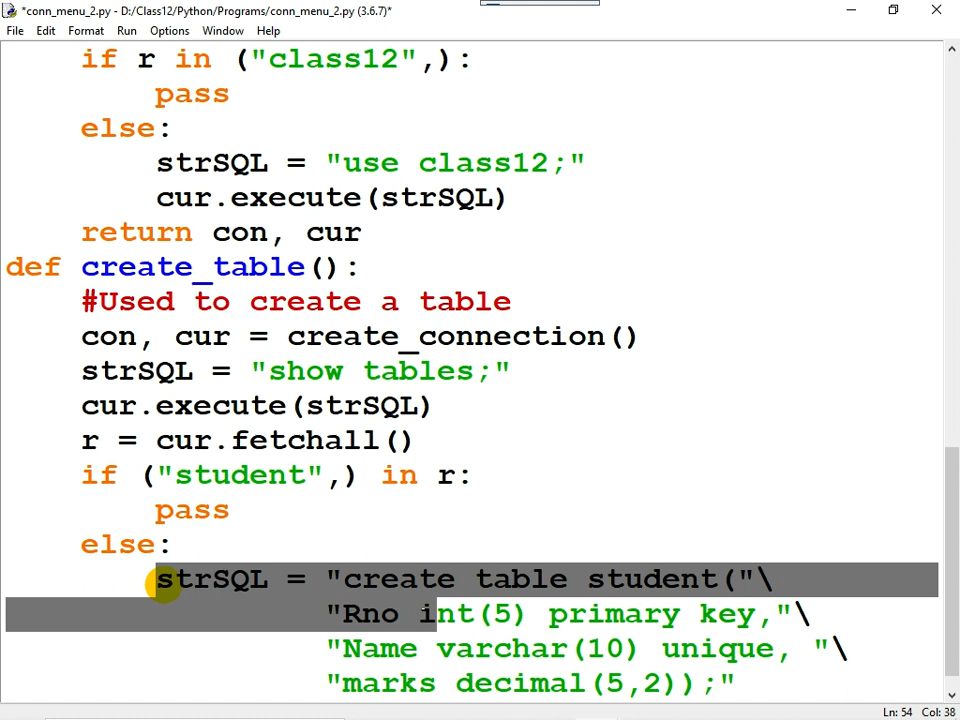 *conn_menu_2.py - D:/Class12/Python/Programs/conn_menu_2.py (3.6.7)*
File Edit Format Run Options Window Help
if r in ("class12",):
pass
else:
strSQL = "use class12;"
cur.execute(strSQL)
return con, cur
def create_table():
#Used to create a table
con, cur = create_connection()
strSQL = "show tables;"
cur.execute(strSQL)
r = cur.fetchall()
if ("student",) in r:
pass
else:
strSQL = "create table student("\
"Rno int(5) primary key,"\
"Name varchar(10) unique, "\
"marks decimal(5,2));"
Ln: 54 Col: 38